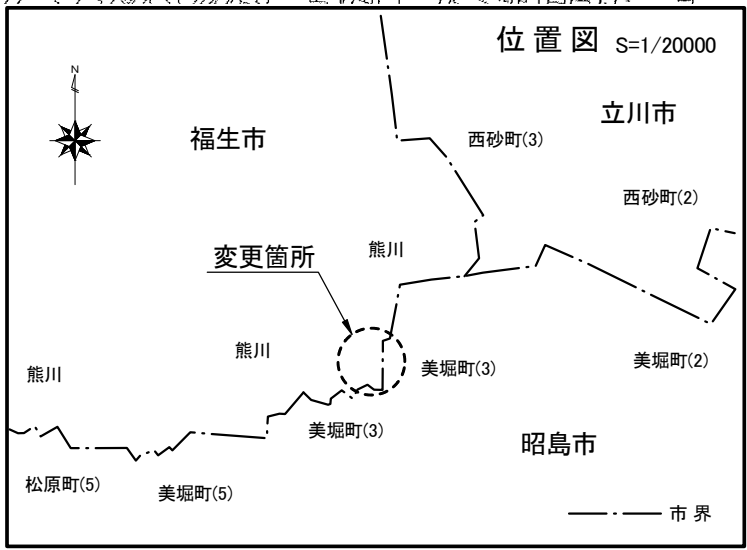 位置図 S=1/20000
N
立川市
福生市
西砂町(3)
西砂町(2)
変更箇所
熊川
熊川
美堀町(3)
美堀町(2)
熊川
美堀町(3)
昭島市
松原町(5)
美堀町(5)
市界